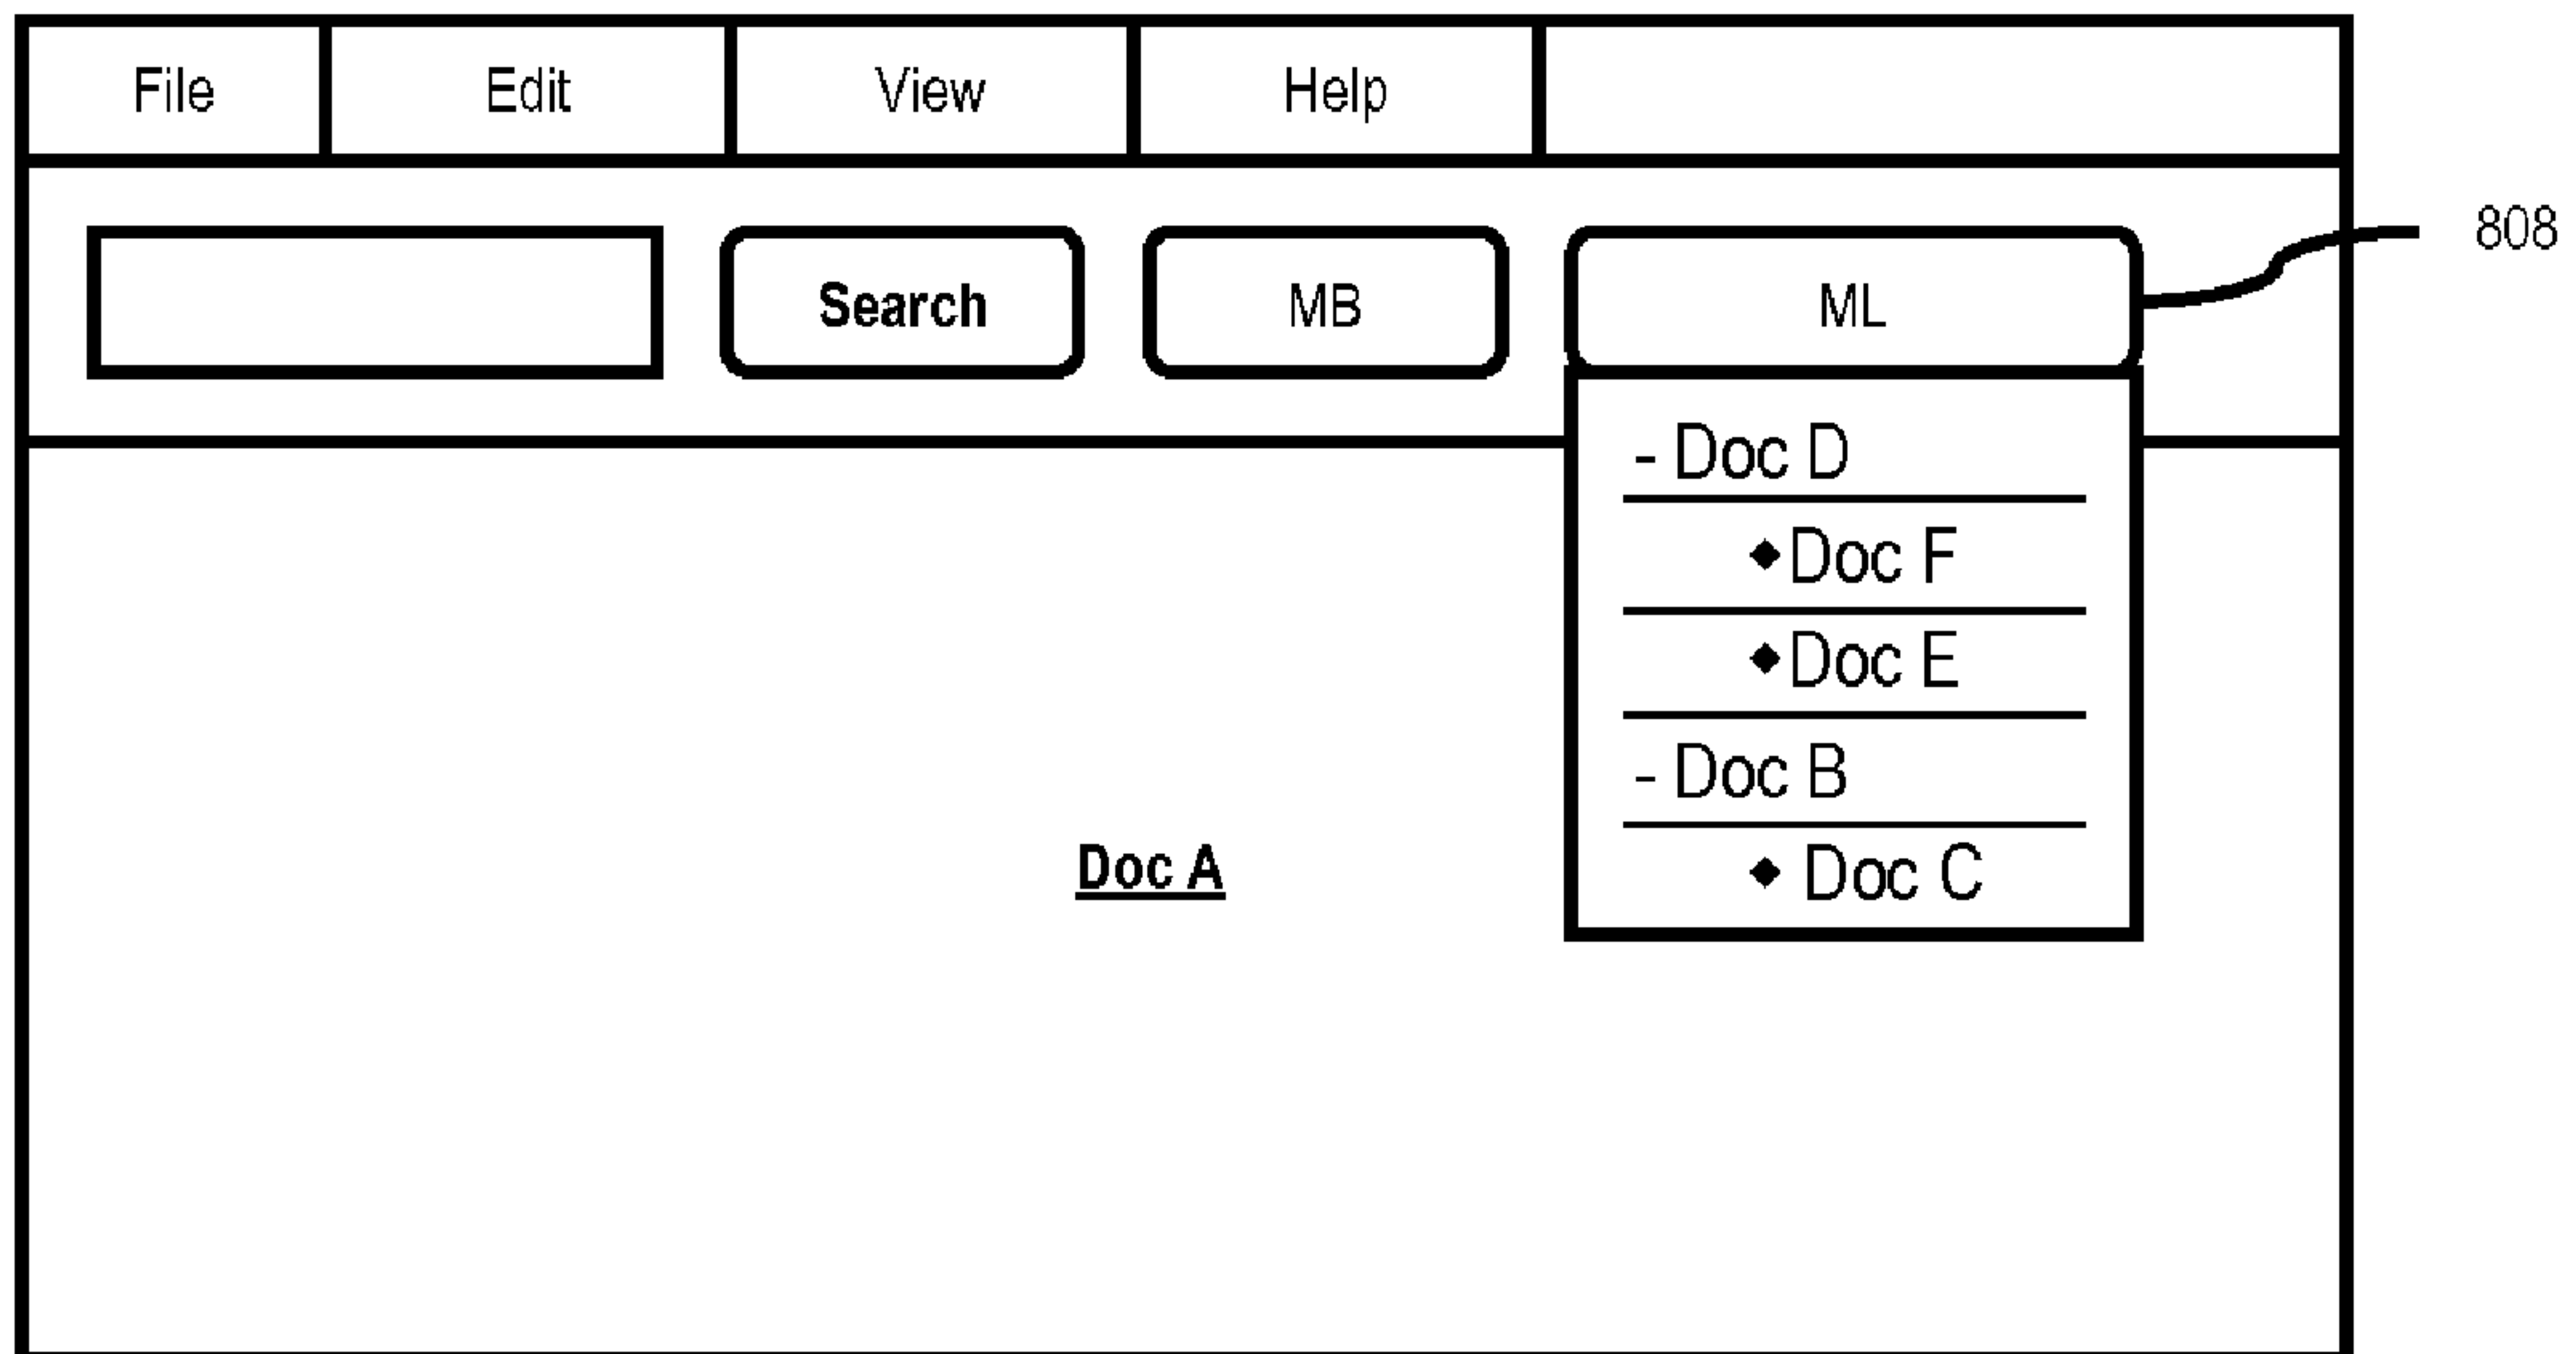 File Edit View Help
808
Search MB ML
- Doc D
◆Doc F
◆Doc E
- Doc B
Doc A
◆ Doc C